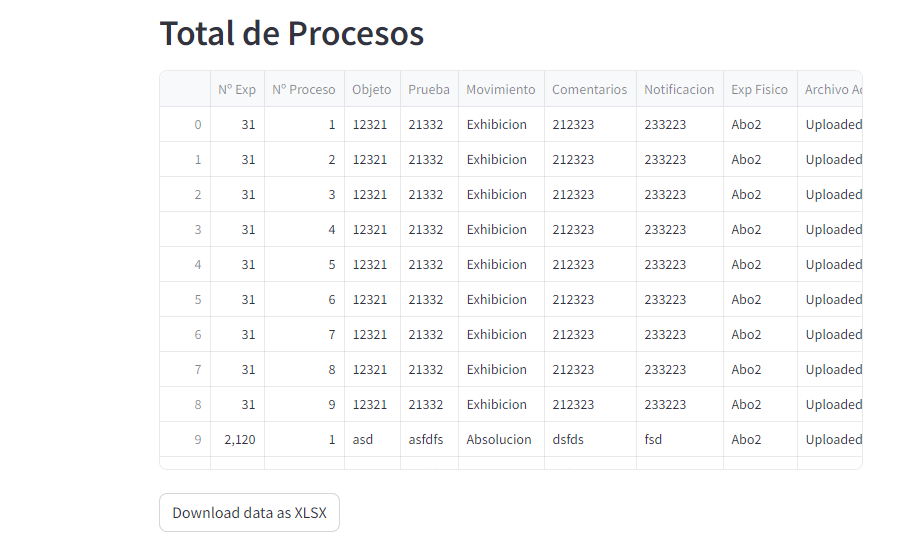 Total de Procesos
Nº Exp Nº Proceso Objeto Prueba Movimiento Comentarios Notificacion Exp Fisico Archivo
0 31 1 12321 21332 Exhibicion 212323 233223 Abo2 Uploaded
1 31 2 12321 21332 Exhibicion 212323 233223 Abo2 Uploaded
2 31 3 12321 21332 Exhibicion 212323 233223 Abo2 Uploaded
3 31 4 12321 21332 Exhibicion 212323 233223 Abo2 Uploaded
4 31 5 12321 21332 Exhibicion 212323 233223 Abo2 Uploaded
5 31 6 12321 21332 Exhibicion 212323 233223 Abo2 Uploaded
6 31 7 12321 21332 Exhibicion 212323 233223 Abo2 Uploaded
7 31 8 12321 21332 Exhibicion 212323 233223 Abo2 Uploaded
8 31 9 12321 21332 Exhibicion 212323 233223 Abo2 Uploaded
9 2,120 1 asd asfdfs Absolucion dsfds fsd Abo2 Uploaded
Download data as XLSX